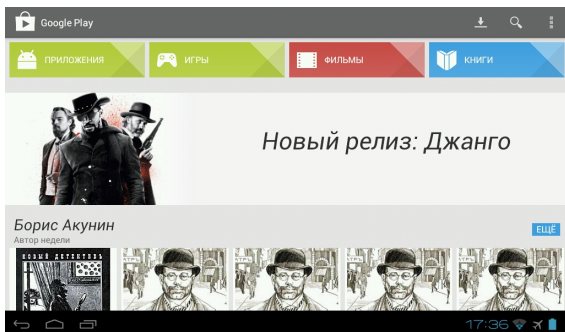 Google Play
ПРИЛОЖЕНИЯ
ИГРЫ
ФИЛЬМЫ
КНИГИ
Новый релиз: Джанго
Борис Акунин
ЕЩЁ
Автор недели
НОВЫЙ ДЕТЕКТИВЪ
17:36